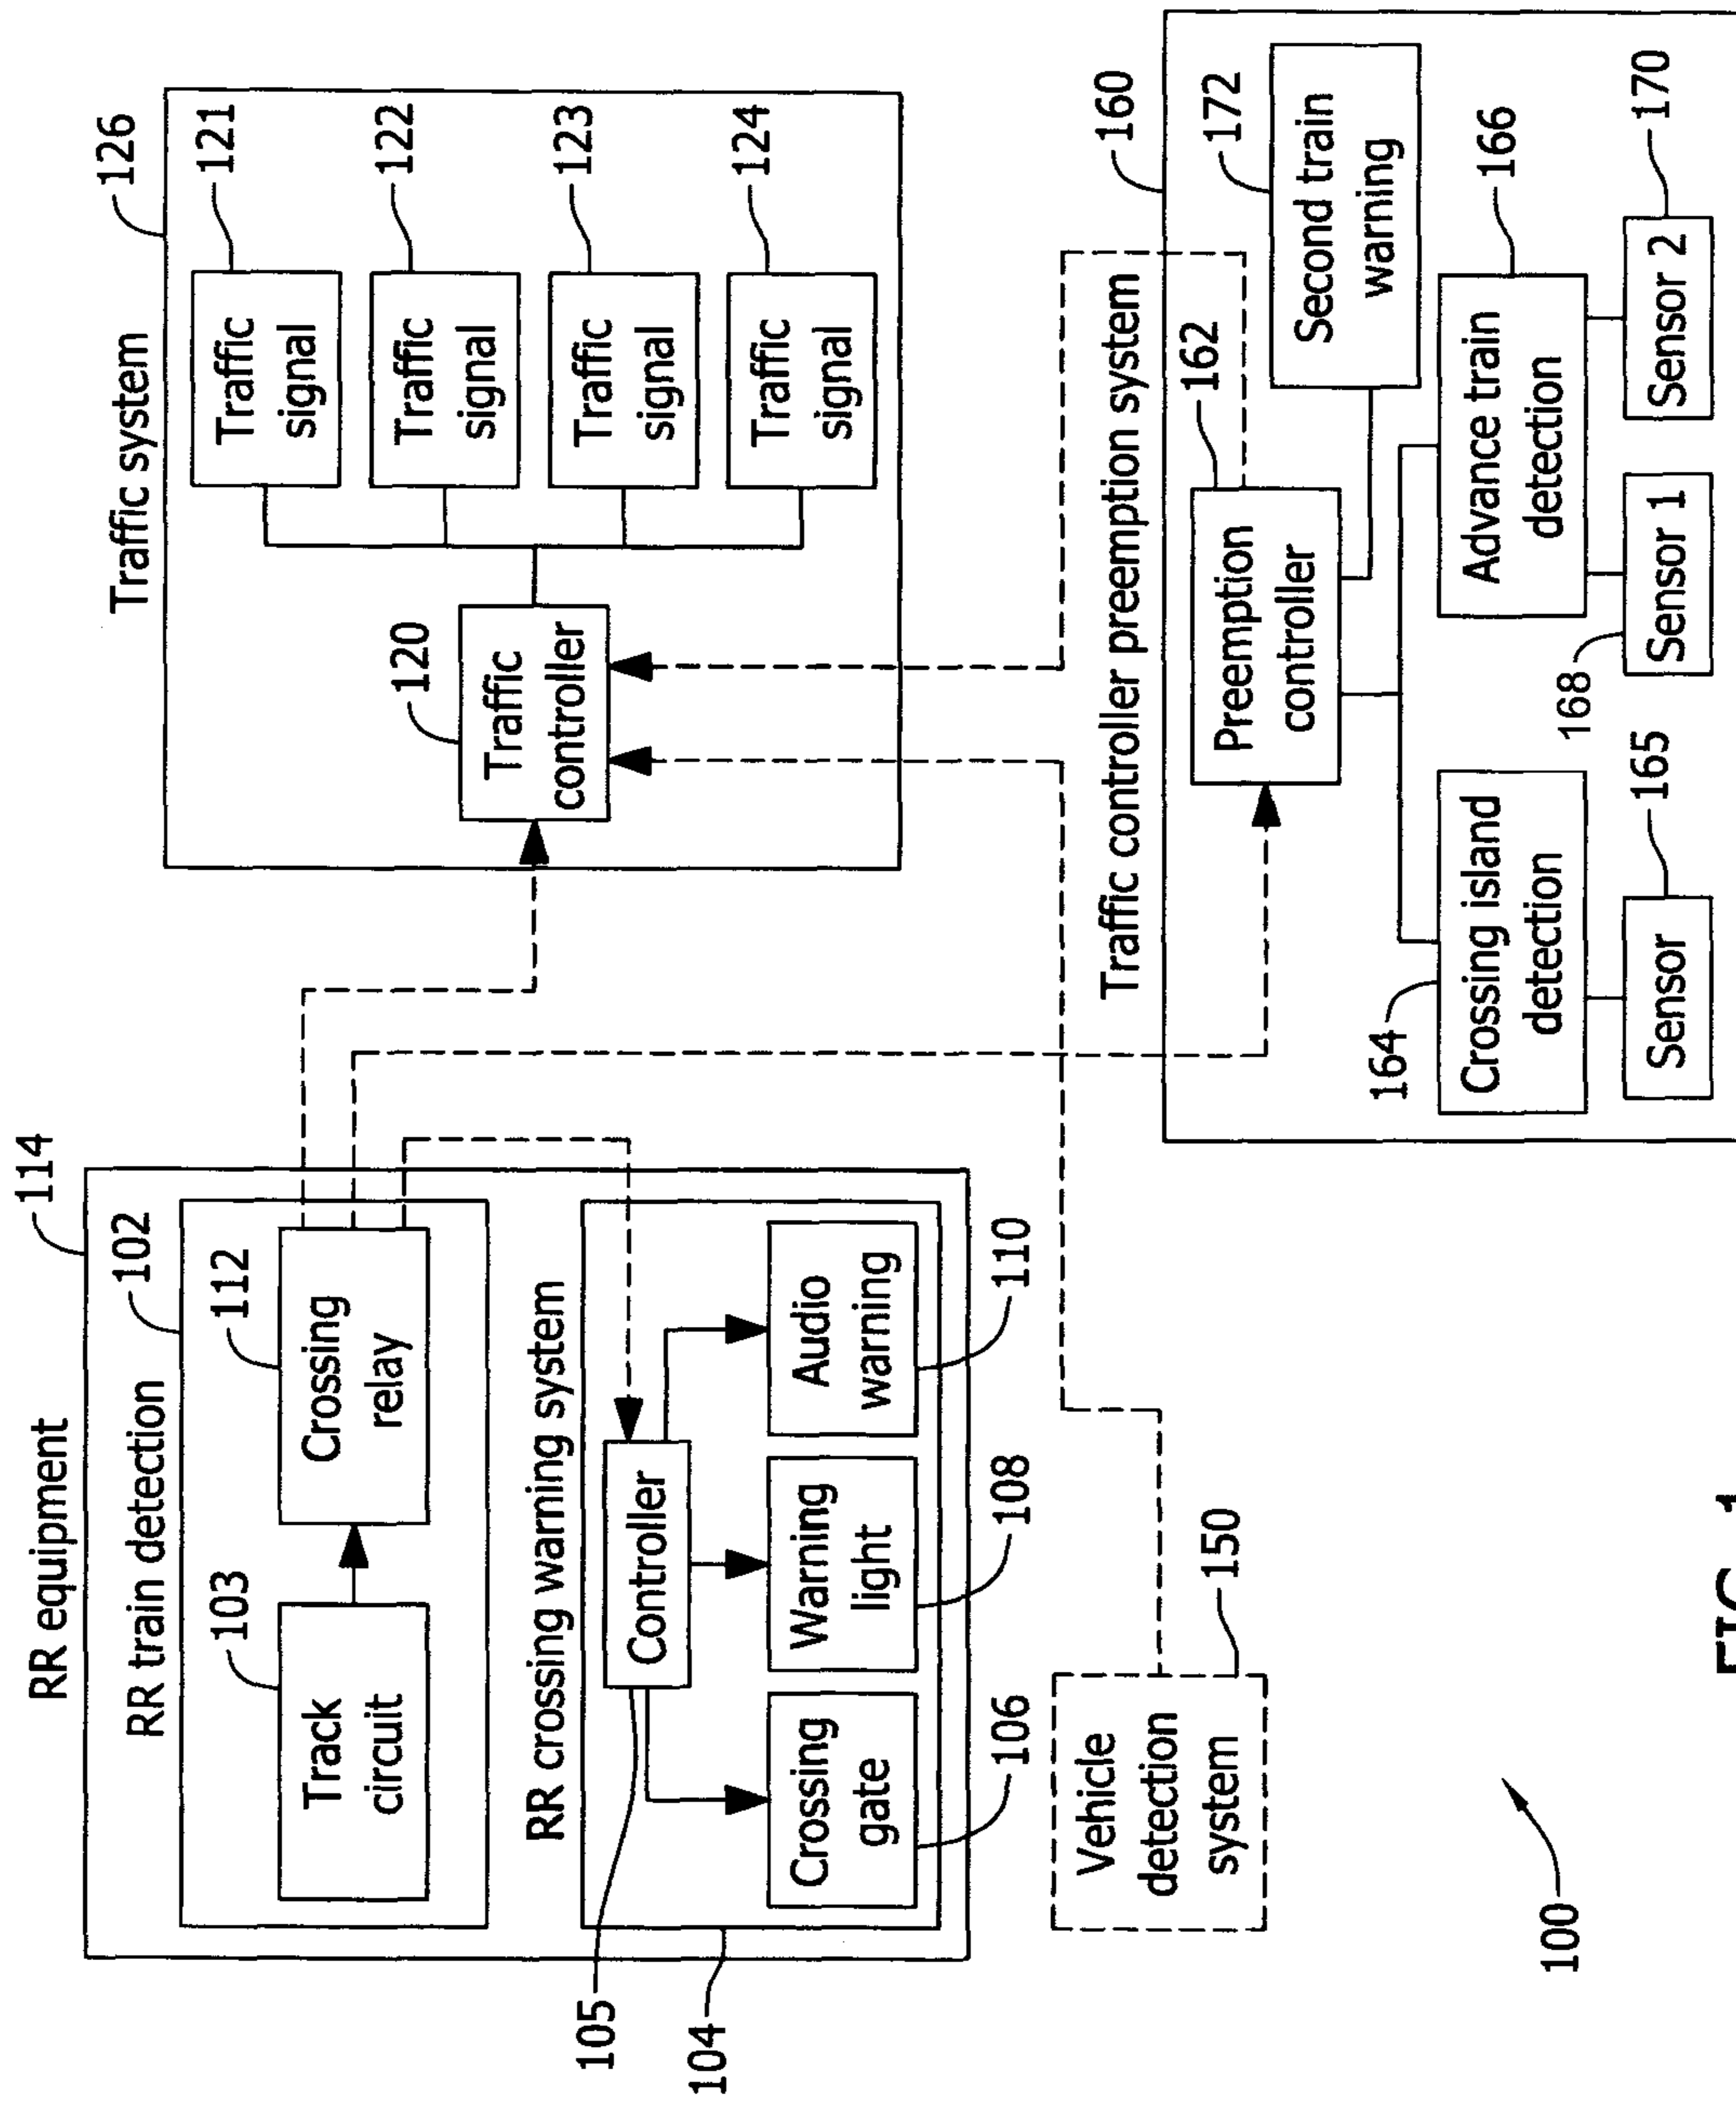 RR equipment
114
RR train detection
102
103
112
Track
circuit
Crossing
relay
RR crossing warning system
Controller
105
104
Crossing
gate
Warning
light
Audio
warning
106
108
110
Vehicle
detection
system
150
Traffic system
126
120
Traffic
controller
Traffic
signal
121
Traffic
signal
122
Traffic
signal
123
Traffic
signal
124
Traffic controller preemption system
160
162
Preemption
controller
172
Second train
warning
164
Crossing island
detection
Advance train
detection
166
165
Sensor
168
Sensor 1
Sensor 2
170
100
FIG. 1